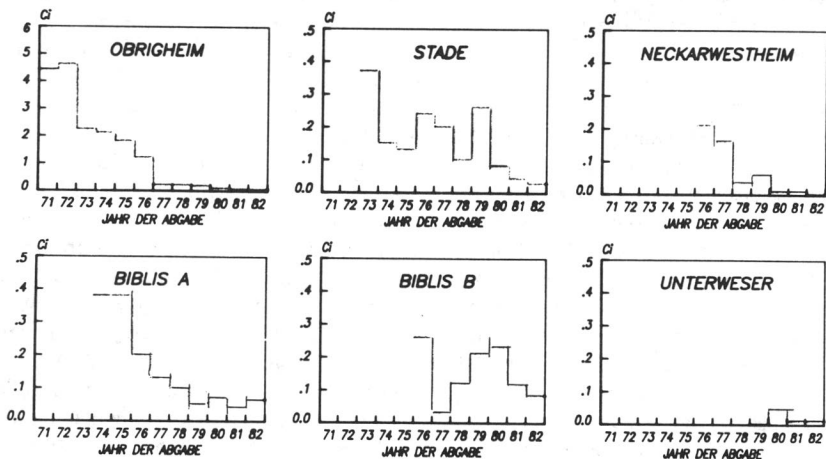 Ci
OBRIGHEIM
6
5
4
3
2
1
0
71 72 73 74 75 76 77 78 79 80 81 82
JAHR DER ABGABE
Ci
STADE
.5
.4
.3
.2
.1
0.0
71 72 73 74 75 76 77 78 79 80 81 82
JAHR DER ABGABE
Ci
NECKARWESTHEIM
.5
.4
.3
.2
.1
0.0
71 72 73 74 75 76 77 78 79 80 81 82
JAHR DER ABGABE
Ci
BIBLIS A
.5
.4
.3
.2
.1
0.0
71 72 73 74 75 76 77 78 79 80 81 82
JAHR DER ABGABE
Ci
BIBLIS B
.5
.4
.3
.2
.1
0.0
71 72 73 74 75 76 77 78 79 80 81 82
JAHR DER ABGABE
Ci
UNTERWESER
.5
.4
.3
.2
.1
0.0
71 72 73 74 75 76 77 78 79 80 81 82
JAHR DER ABGABE